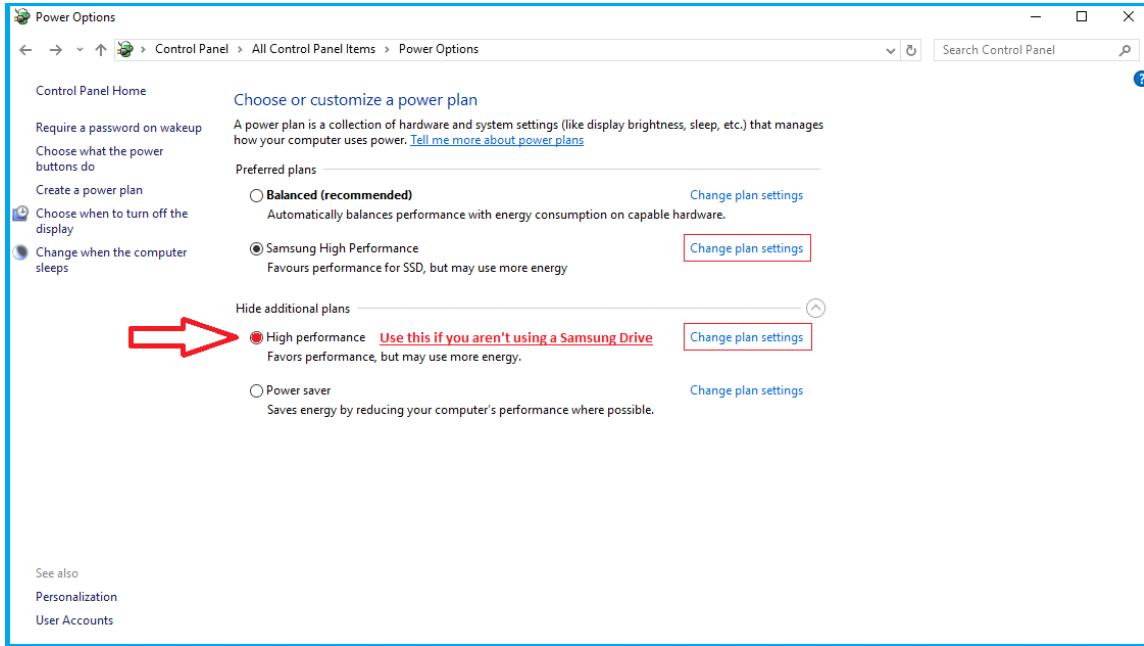 Power Options
Control Panel > All Control Panel Items > Power Options
Search Control Panel
?
Control Panel Home
Require a password on wakeup
Choose what the power
buttons do
Create a power plan
Choose when to turn off the
display
Change when the computer
sleeps
Choose or customize a power plan
A power plan is a collection of hardware and system settings (like display brightness, sleep, etc.) that manages
how your computer uses power. Tell me more about power plans
Preferred plans
Balanced (recommended) Change plan settings
Automatically balances performance with energy consumption on capable hardware.
Samsung High Performance Change plan settings
Favours performance for SSD, but may use more energy
Hide additional plans
High performance Use this if you aren't using a Samsung Drive Change plan settings
Favors performance, but may use more energy.
Power saver Change plan settings
Saves energy by reducing your computer's performance where possible.
See also
Personalization
User Accounts